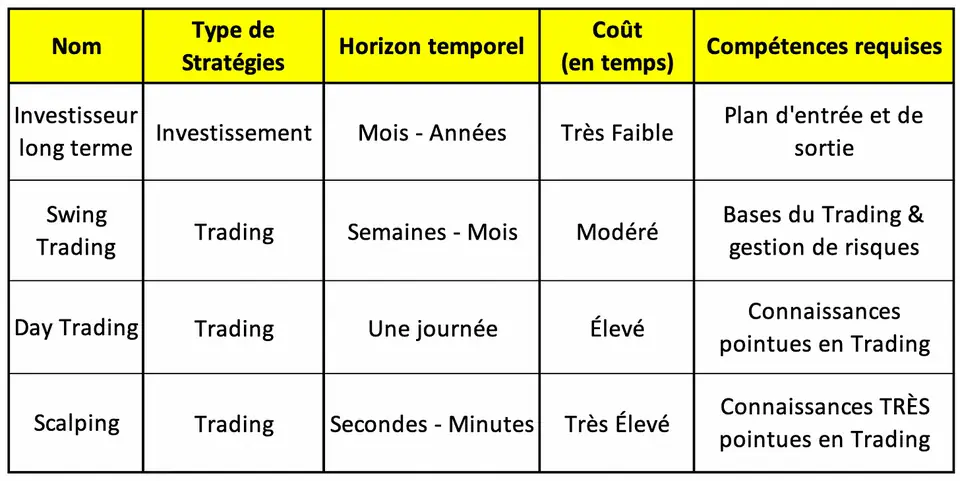 Nom
Type de
Stratégies
Horizon temporel
Coût
(en temps)
Compétences requises
Investisseur
long terme
Investissement
Mois - Années
Très Faible
Plan d'entrée et de
sortie
Swing
Trading
Trading
Semaines - Mois
Modéré
Bases du Trading &
gestion de risques
Day Trading
Trading
Une journée
Élevé
Connaissances
pointues en Trading
Scalping
Trading
Secondes - Minutes
Très Élevé
Connaissances TRÈS
pointues en Trading